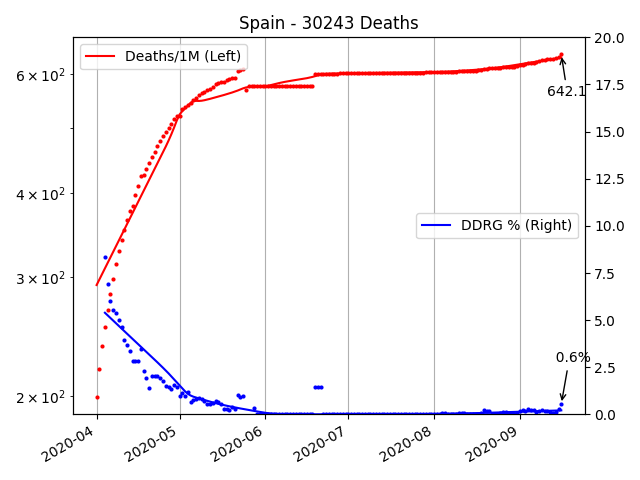 Spain - 30243 Deaths
Deaths/1M (Left)
DDRG % (Right)
6 × 10²
4 × 10²
3 × 10²
2 × 10²
20.0
17.5
15.0
12.5
10.0
7.5
5.0
2.5
0.0
642.1
0.6%
2020-04
2020-05
2020-06
2020-07
2020-08
2020-09